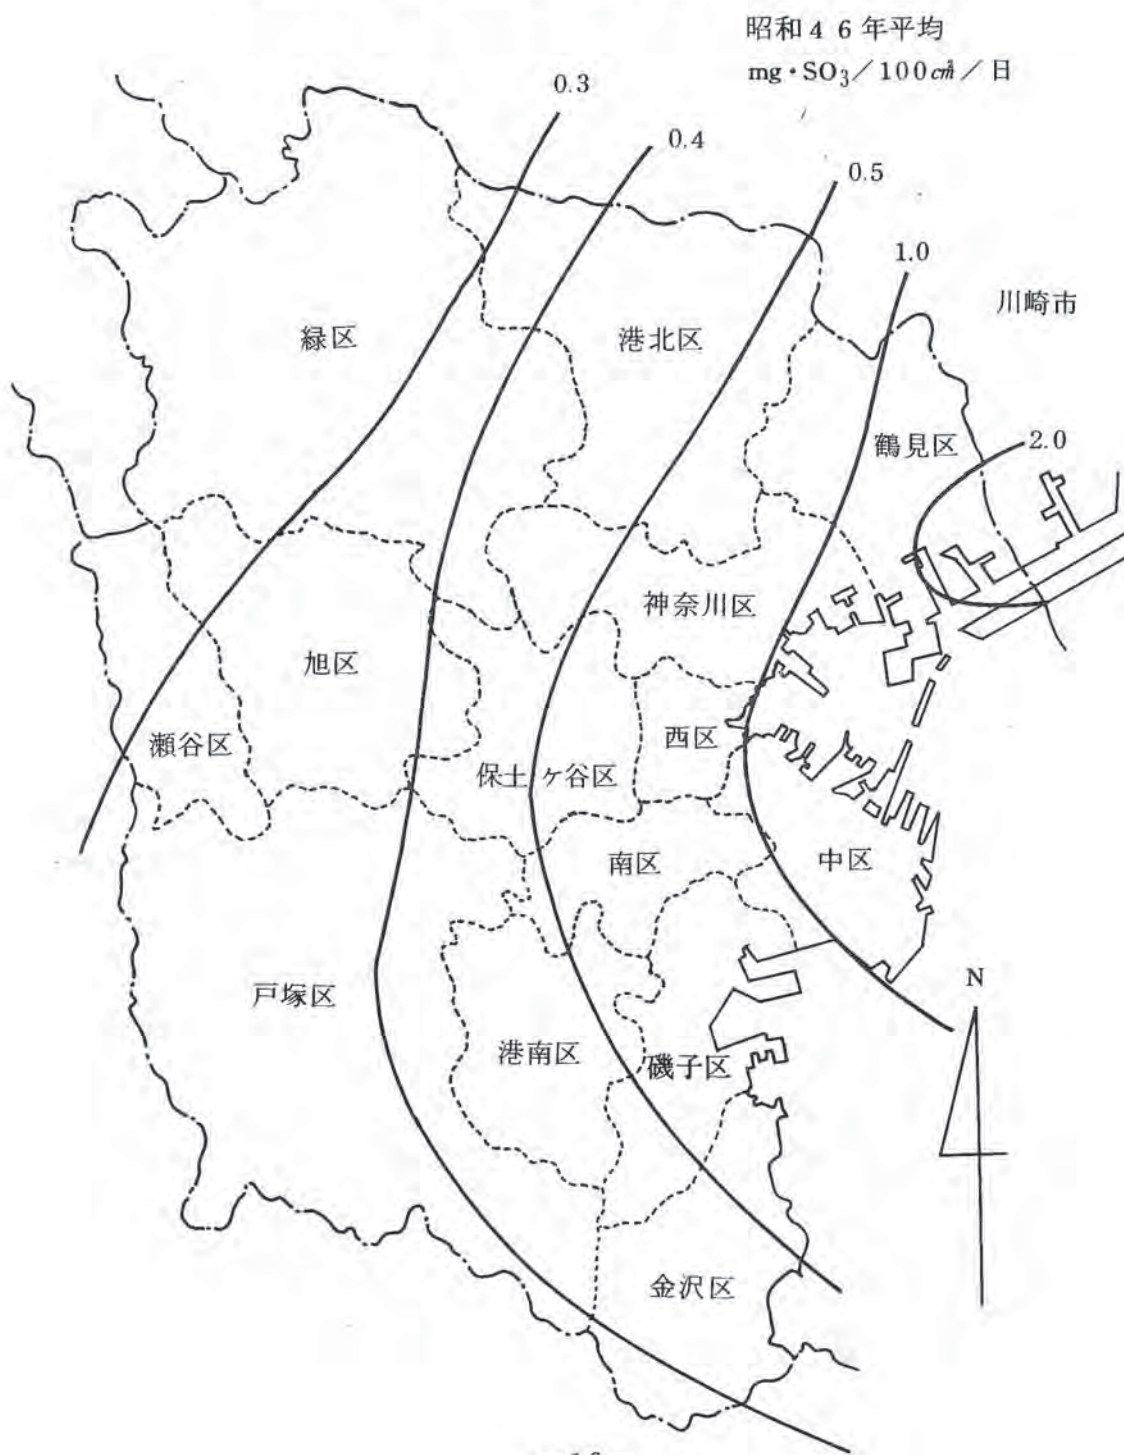 昭和46年平均
mg・SO₃/100㎠/日
0.3
0.4
0.5
1.0
川崎市
緑区
港北区
鶴見区
2.0
神奈川区
旭区
瀬谷区
西区
保土ヶ谷区
南区
中区
戸塚区
N
港南区
磯子区
金沢区